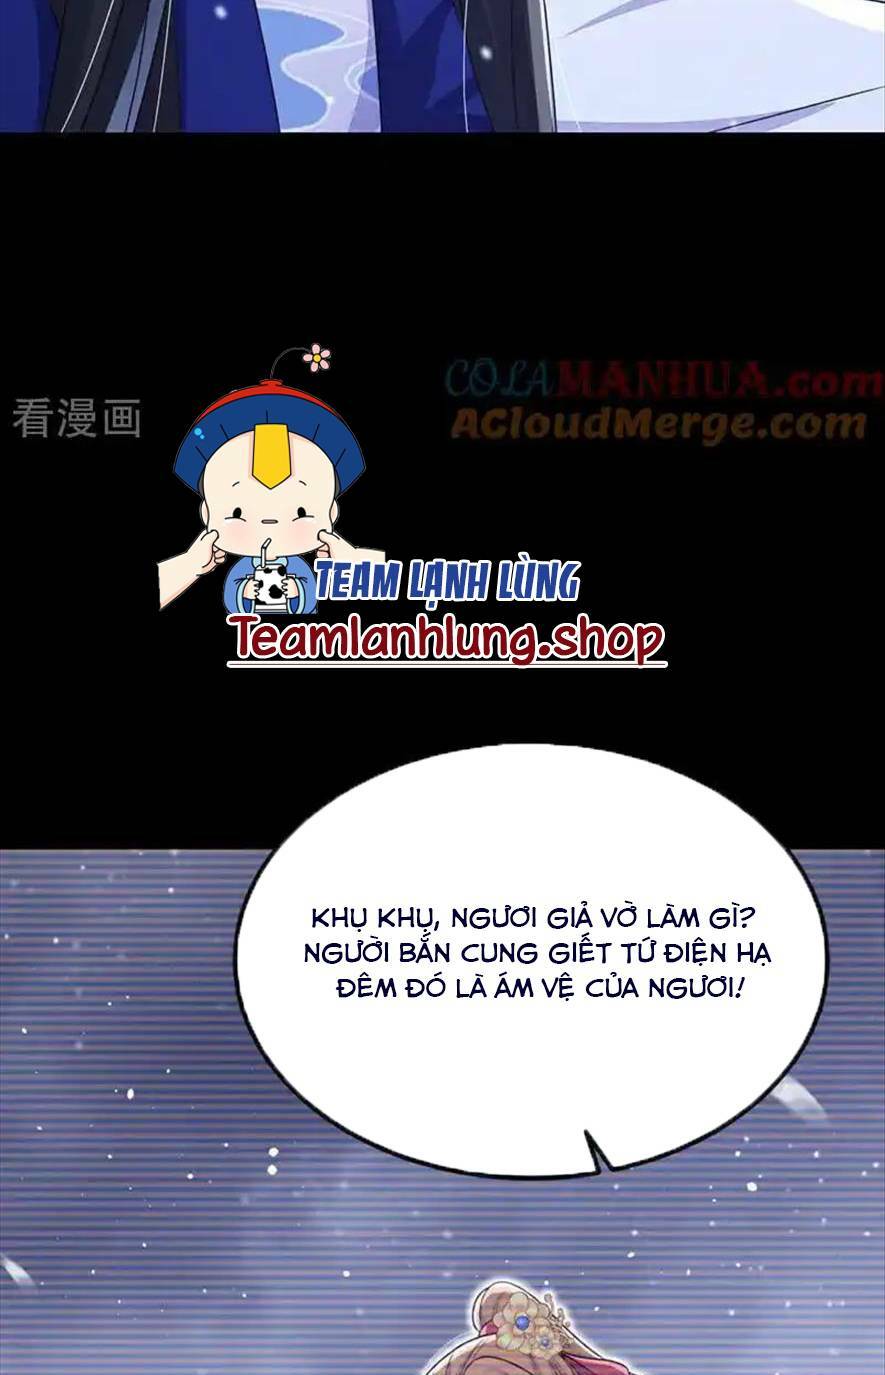 COLAMANHUA.com
看漫画
ACloudMerge.com
TEAM LẠNH LÙNG
Teamlanhlung.shop
KHỤ KHỤ, NGƯƠI GIẢ VỜ LÀM GÌ?
NGƯỜI BẮN CUNG GIẾT TỨ ĐIỆN HẠ
ĐÊM ĐÓ LÀ ÁM VỆ CỦA NGƯƠI!